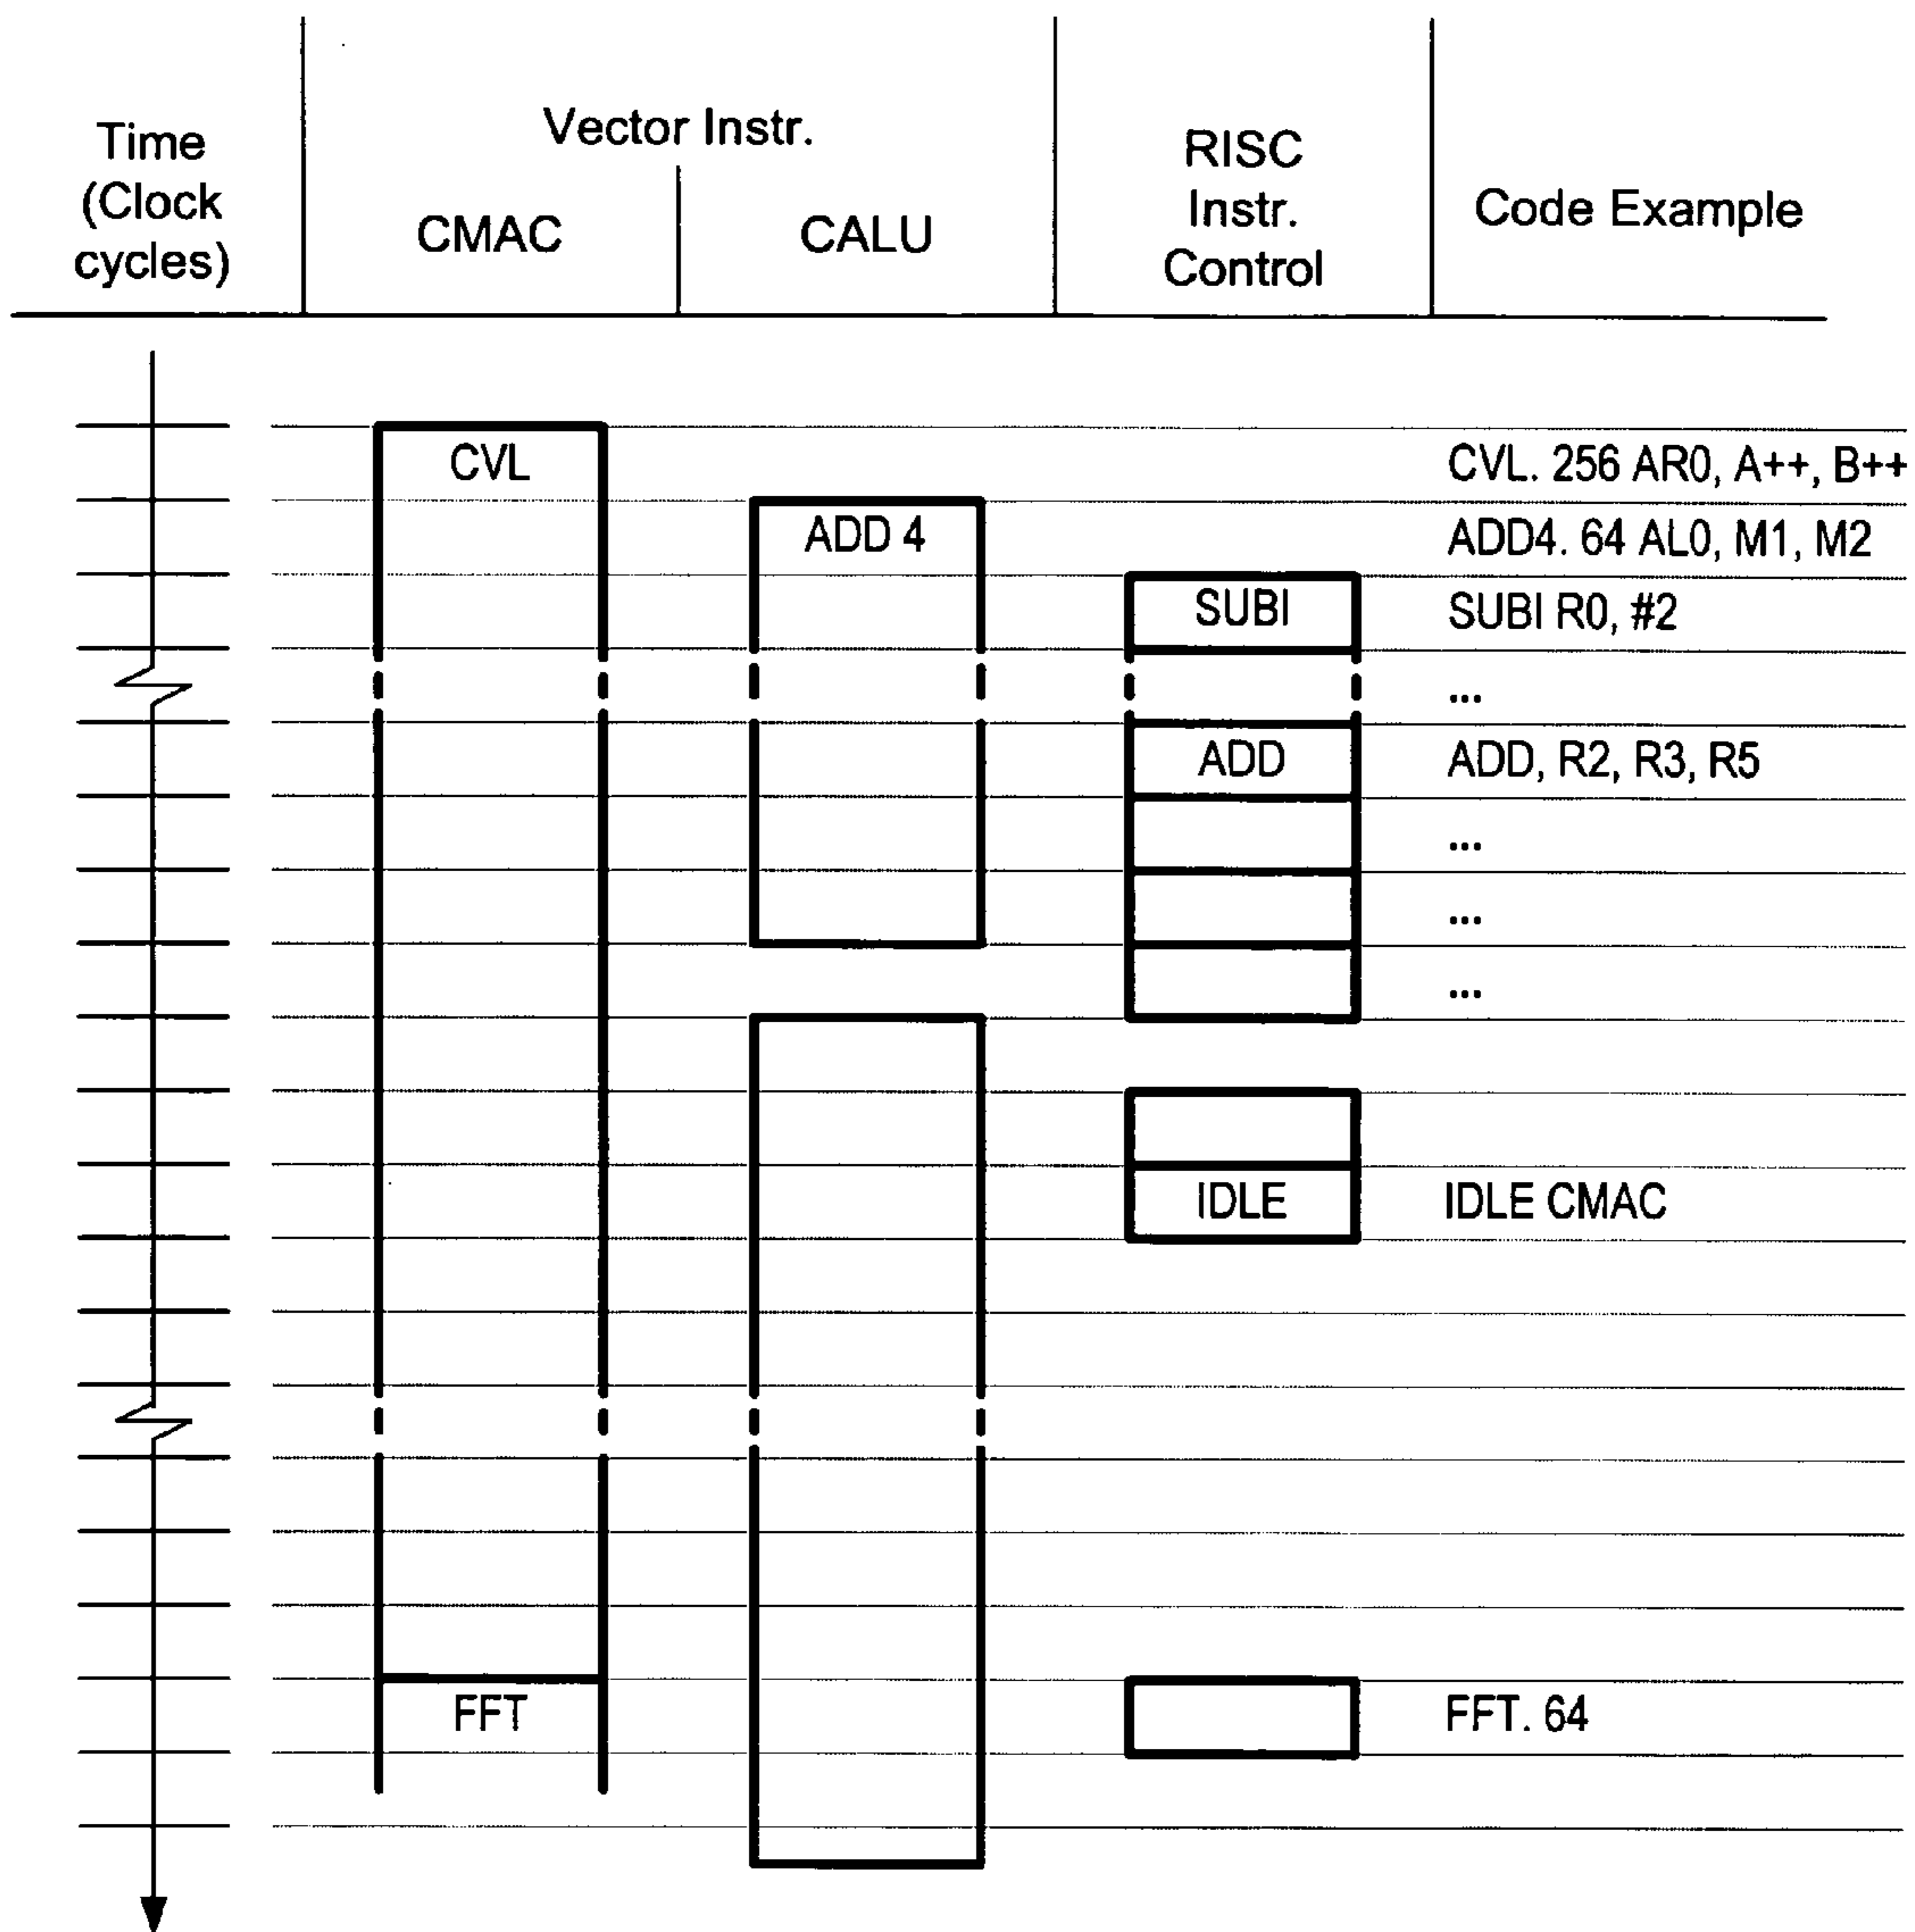 Time
(Clock
cycles)
Vector Instr.
CMAC
CALU
RISC
Instr.
Control
Code Example
CVL
CVL. 256 AR0, A++, B++
ADD 4
ADD4. 64 AL0, M1, M2
SUBI
SUBI R0, #2
...
ADD
ADD, R2, R3, R5
...
...
...
IDLE
IDLE CMAC
FFT
FFT. 64